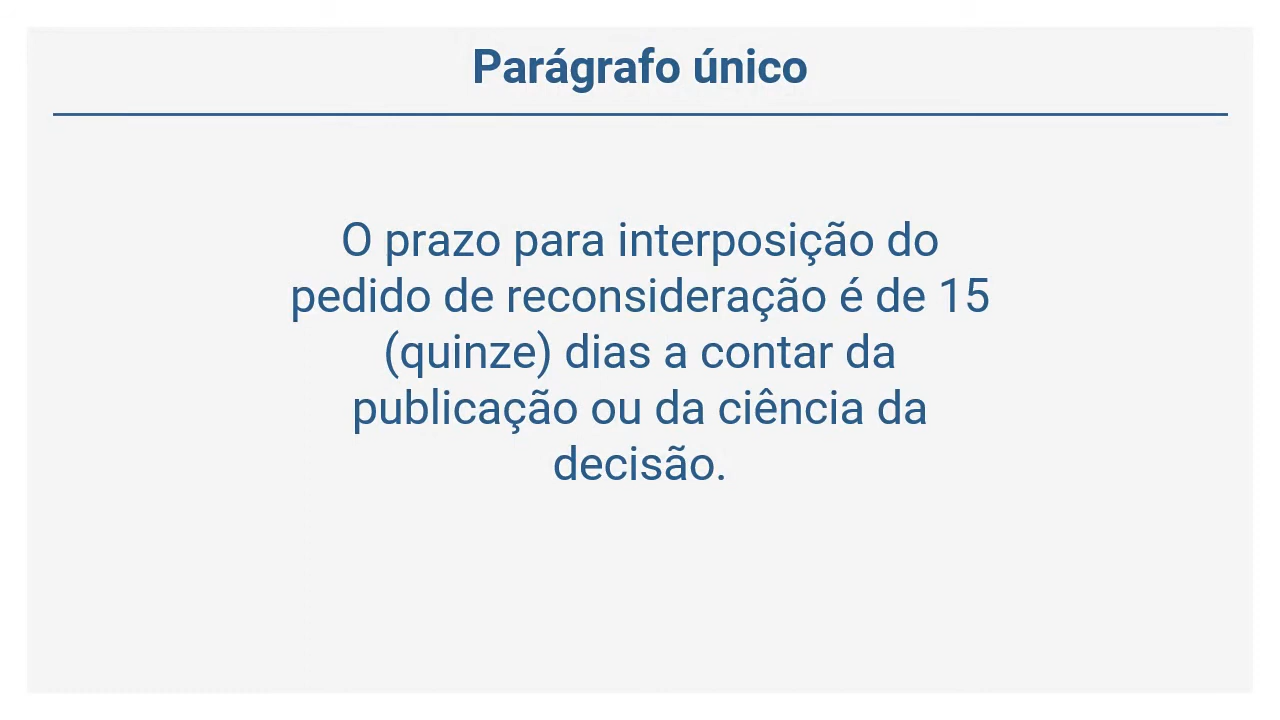 Parágrafo único
O prazo para interposição do
pedido de reconsideração é de 15
(quinze) dias a contar da
publicação ou da ciência da
decisão.